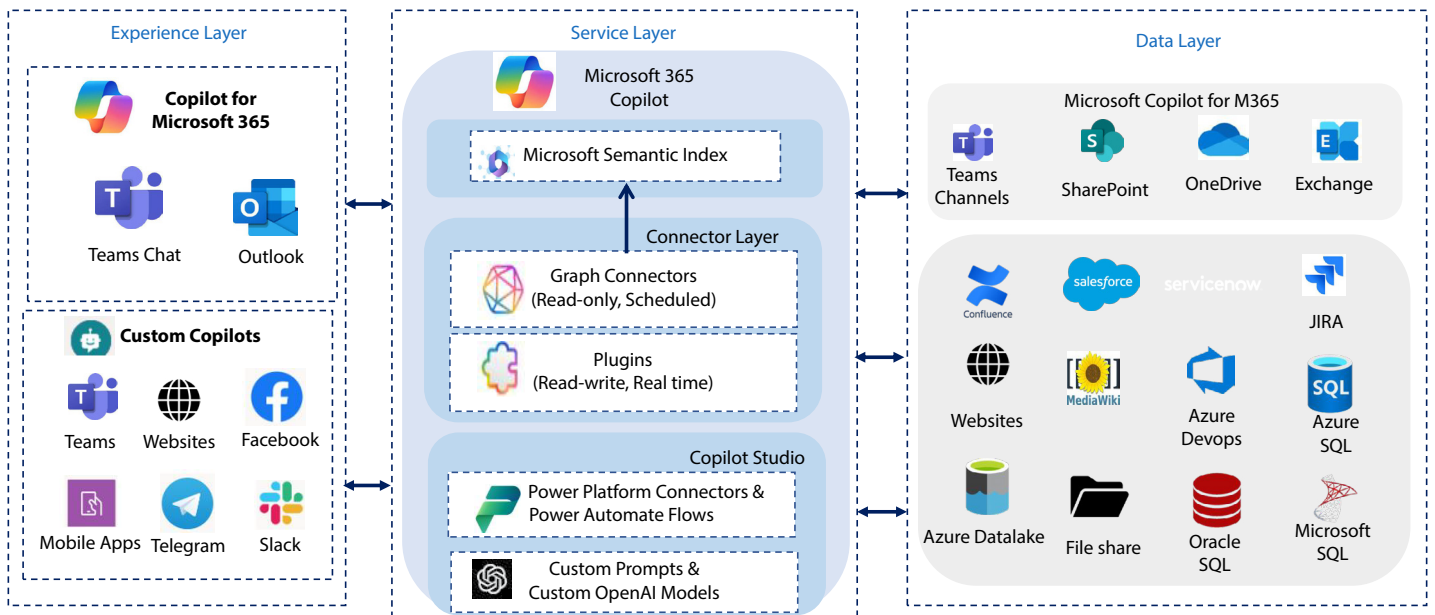 Experience Layer
Copilot for
Microsoft 365
Teams Chat
Outlook
Custom Copilots
Teams
Websites
Facebook
Mobile Apps
Telegram
Slack
Service Layer
Microsoft 365
Copilot
Microsoft Semantic Index
Connector Layer
Graph Connectors
(Read-only, Scheduled)
Plugins
(Read-write, Real time)
Copilot Studio
Power Platform Connectors &
Power Automate Flows
Custom Prompts &
Custom OpenAI Models
Data Layer
Microsoft Copilot for M365
Teams
Channels
SharePoint
OneDrive
Exchange
Confluence
salesforce
servicenow
JIRA
Websites
[[ ]]
MediaWiki
Azure
Devops
SQL
Azure
SQL
Azure Datalake
File share
Oracle
SQL
Microsoft
SQL